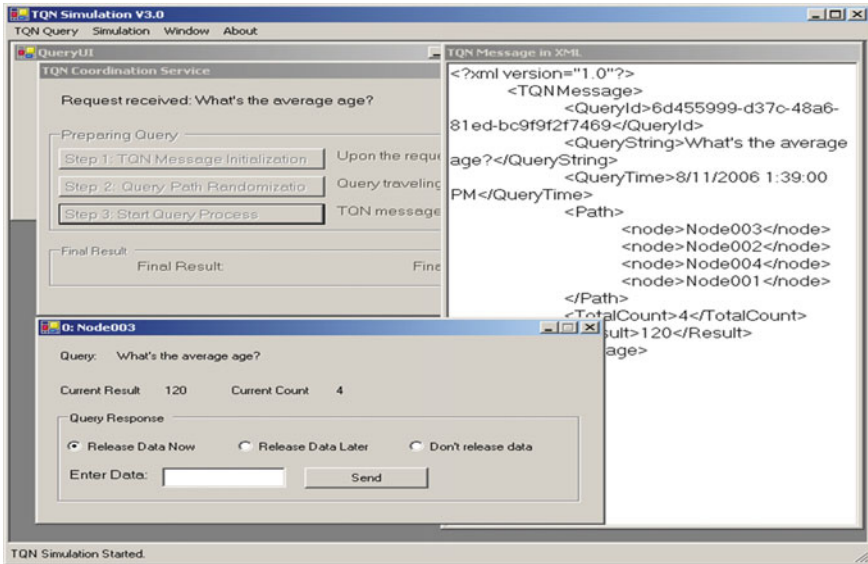 TQN Simulation V3.0
TQN Query Simulation Window About
QueryUI
TQN Coordination Service
Request received: What's the average age?
Preparing Query
Step 1: TQN Message Initialization
Upon the reque
Step 2: Query Path Randomizatio
Query traveling
Step 3: Start Query Process
TQN message
Final Result
Final Result:
Fina
TQN Message in XML
<?xml version="1.0"?>
<TQNMessage>
<QueryId>6d455999-d37c-48a6-
81ed-bc9f9f2f7469</QueryId>
<QueryString>What's the average
age?</QueryString>
<QueryTime>8/11/2006 1:39:00
PM</QueryTime>
<Path>
<node>Node003</node>
<node>Node002</node>
<node>Node004</node>
<node>Node001</node>
</Path>
<TotalCount>4</TotalCount>
sult>120</Result>
age>
0: Node003
Query: What's the average age?
Current Result 120 Current Count 4
Query Response
Release Data Now Release Data Later Don't release data
Enter Data: Send
TQN Simulation Started.